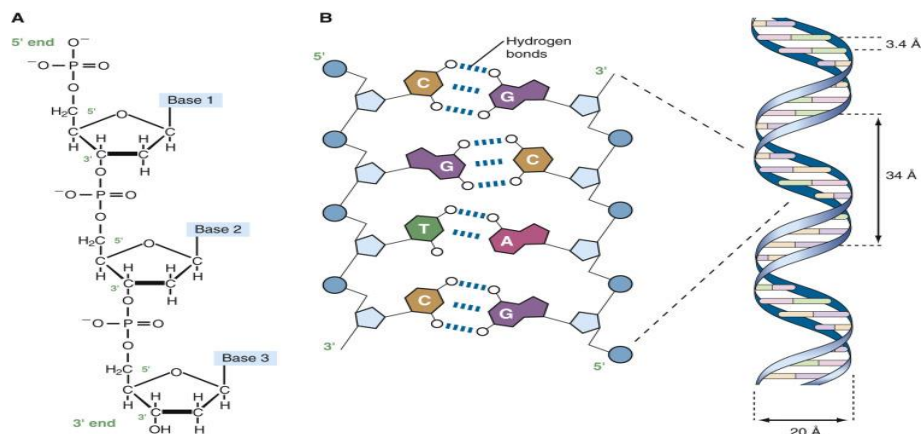 A
5' end
O⁻
⁻O—P=O
O
H₂C 5'
Base 1
O
C H H C
H C C H
3' H
O
⁻O—P=O
O
H₂C 5'
Base 2
O
C H H C
H C C H
3' H
O
⁻O—P=O
O
H₂C 5'
Base 3
O
C H H C
H C C H
3' H
3' end
OH
B
5'
Hydrogen
bonds
3'
C G
G C
T A
C G
3'
5'
3.4 Å
34 Å
20 Å